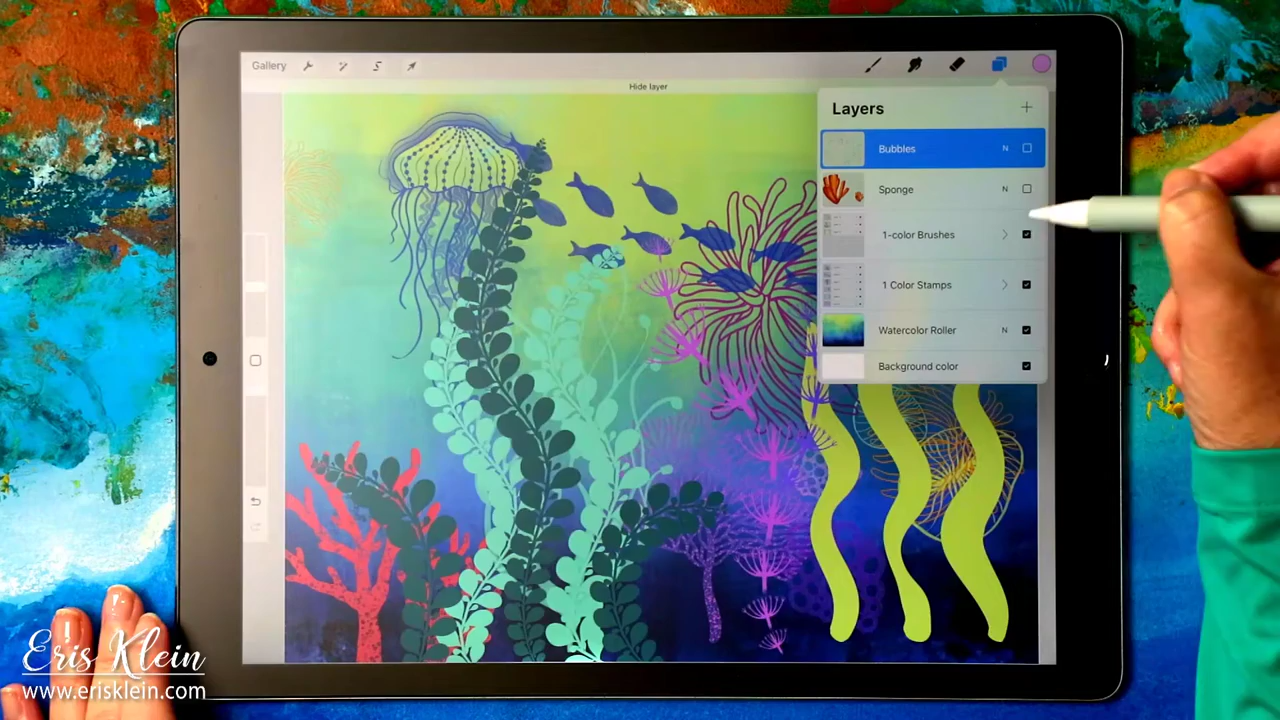 Gallery
Hide layer
Layers
Bubbles N
Sponge N
1-color Brushes
1 Color Stamps
Watercolor Roller N
Background color
Eris Klein
www.erisklein.com